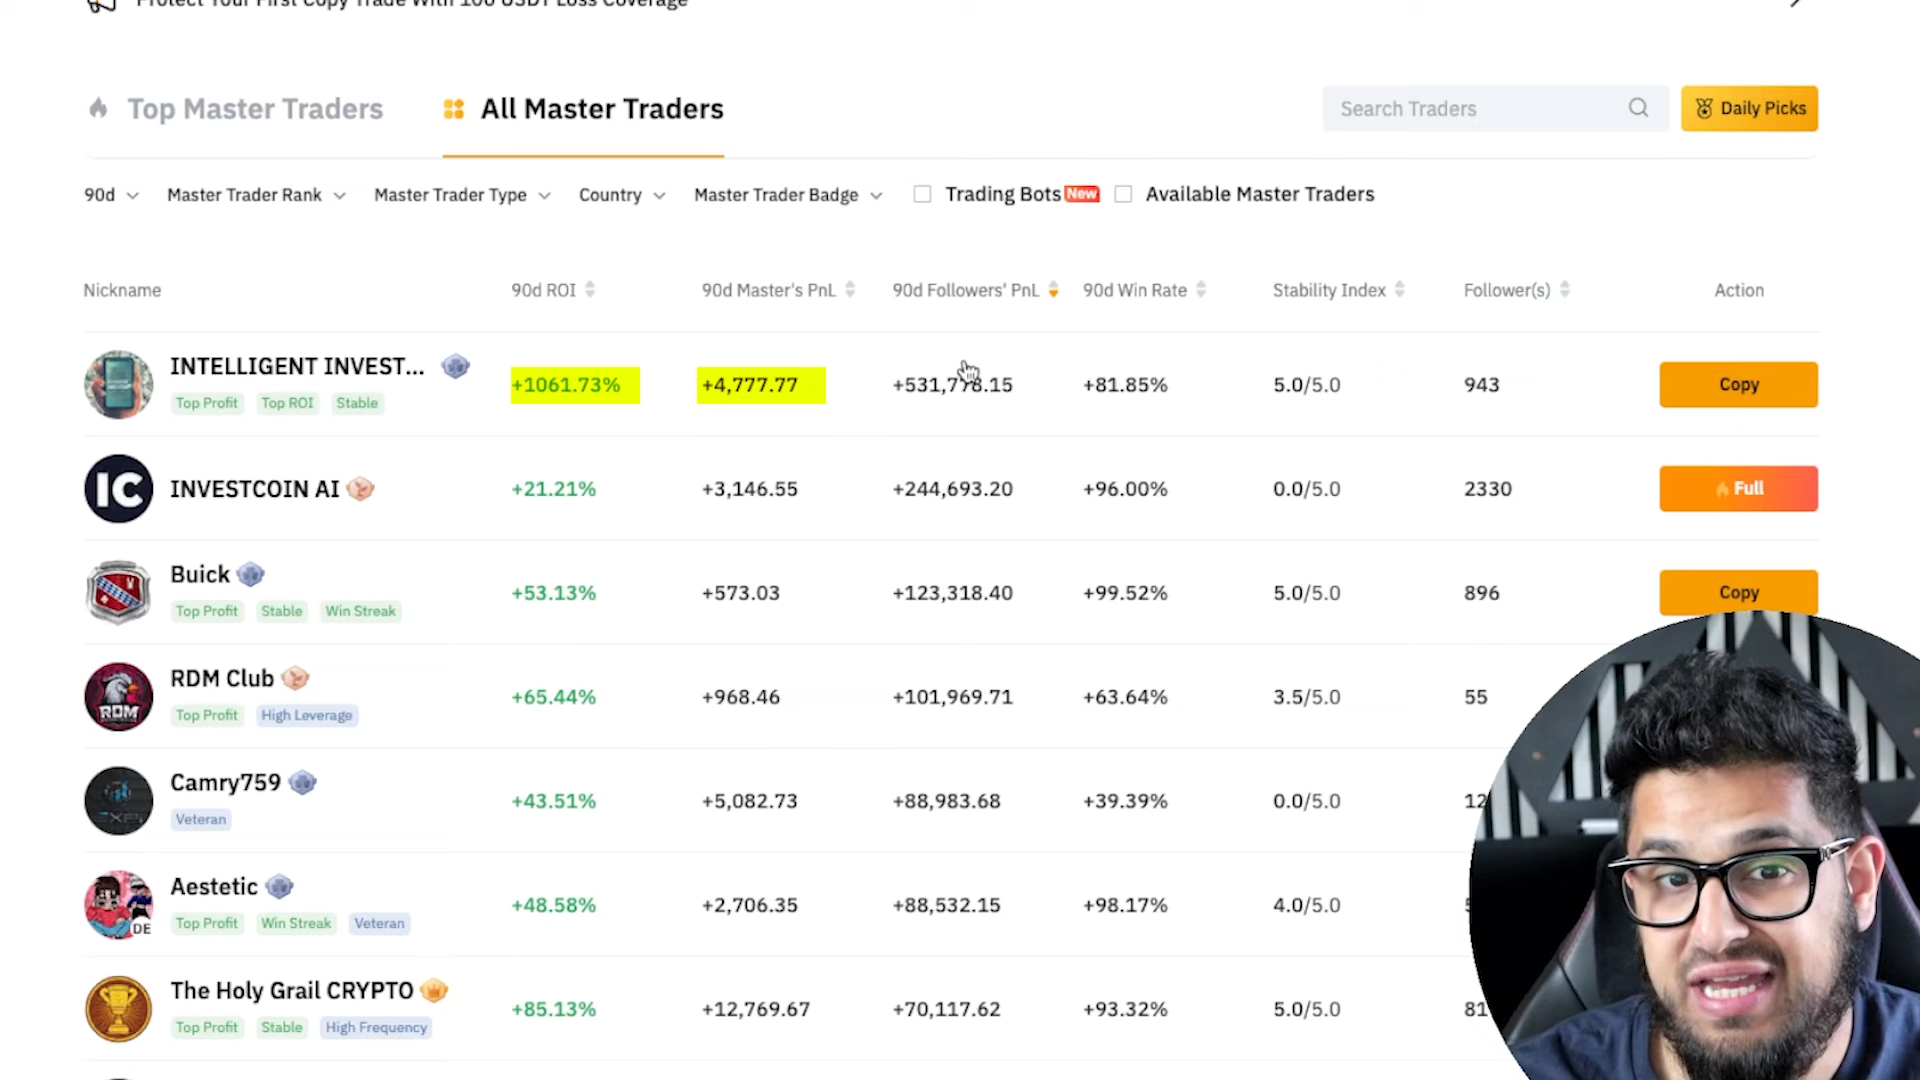 Protect Your First Copy Trade With 100 USDT Loss Coverage
Top Master Traders All Master Traders Search Traders Daily Picks
90d Master Trader Rank Master Trader Type Country Master Trader Badge Trading Bots New Available Master Traders
Nickname 90d ROI 90d Master's PnL 90d Followers' PnL 90d Win Rate Stability Index Follower(s) Action
INTELLIGENT INVEST... +1061.73% +4,777.77 +531,778.15 +81.85% 5.0/5.0 943 Copy
Top Profit Top ROI Stable
IC INVESTCOIN AI +21.21% +3,146.55 +244,693.20 +96.00% 0.0/5.0 2330 Full
Buick +53.13% +573.03 +123,318.40 +99.52% 5.0/5.0 896 Copy
Top Profit Stable Win Streak
RDM Club +65.44% +968.46 +101,969.71 +63.64% 3.5/5.0 55
RDM
Top Profit High Leverage
Camry759 +43.51% +5,082.73 +88,983.68 +39.39% 0.0/5.0 12
Veteran
Aestetic +48.58% +2,706.35 +88,532.15 +98.17% 4.0/5.0
DE
Top Profit Win Streak Veteran
The Holy Grail CRYPTO +85.13% +12,769.67 +70,117.62 +93.32% 5.0/5.0 81
Top Profit Stable High Frequency